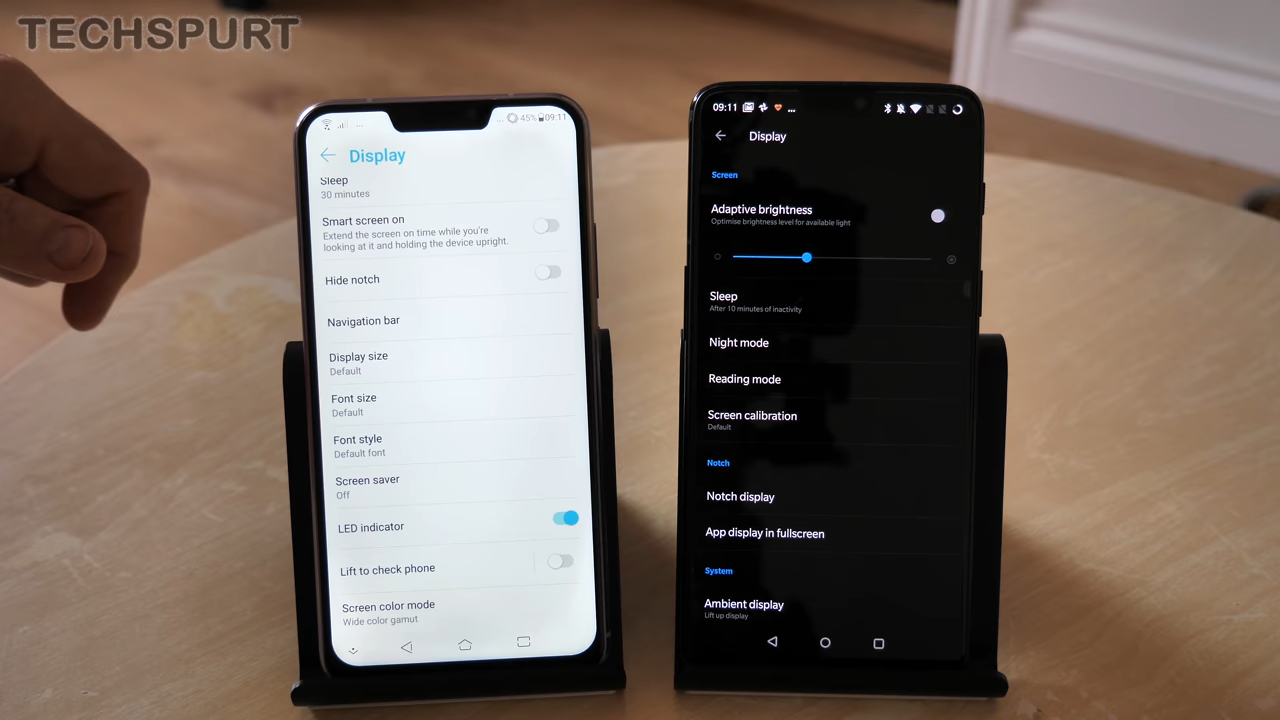 TECHSPURT
... 45% 09:11
Display
Sleep
30 minutes
Smart screen on
Extend the screen on time while you're
looking at it and holding the device upright.
Hide notch
Navigation bar
Display size
Default
Font size
Default
Font style
Default font
Screen saver
Off
LED indicator
Lift to check phone
Screen color mode
Wide color gamut
09:11 ...
Display
Screen
Adaptive brightness
Optimise brightness level for available light
Sleep
After 10 minutes of inactivity
Night mode
Reading mode
Screen calibration
Default
Notch
Notch display
App display in fullscreen
System
Ambient display
Lift up display